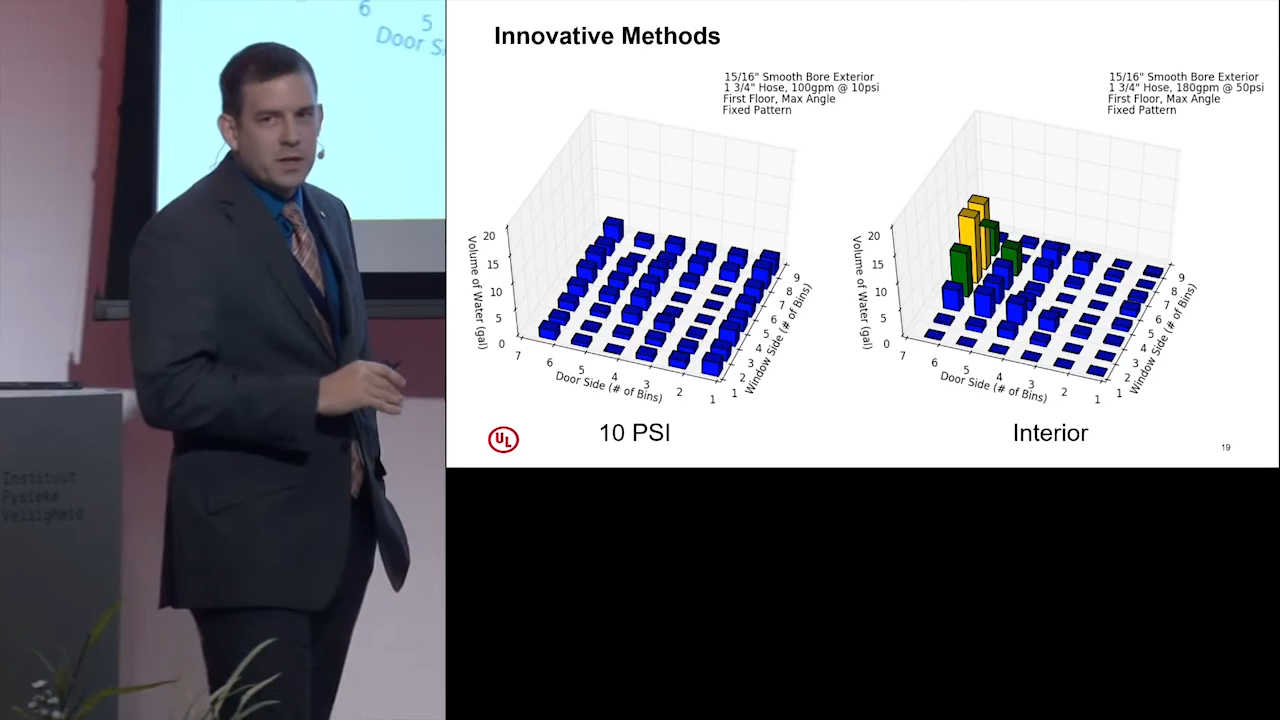 6
5
Door S
Instituut
Fysieke
Veiligheid
Innovative Methods
15/16" Smooth Bore Exterior
1 3/4" Hose, 100gpm @ 10psi
First Floor, Max Angle
Fixed Pattern
Volume of Water (gal)
20
15
10
5
0
7
6
5
4
3
2
1
Door Side (# of Bins)
1
2
3
4
5
6
7
8
9
Window Side (# of Bins)
10 PSI
15/16" Smooth Bore Exterior
1 3/4" Hose, 180gpm @ 50psi
First Floor, Max Angle
Fixed Pattern
Volume of Water (gal)
20
15
10
5
0
7
6
5
4
3
2
1
Door Side (# of Bins)
1
2
3
4
5
6
7
8
9
Window Side (# of Bins)
Interior
UL
19